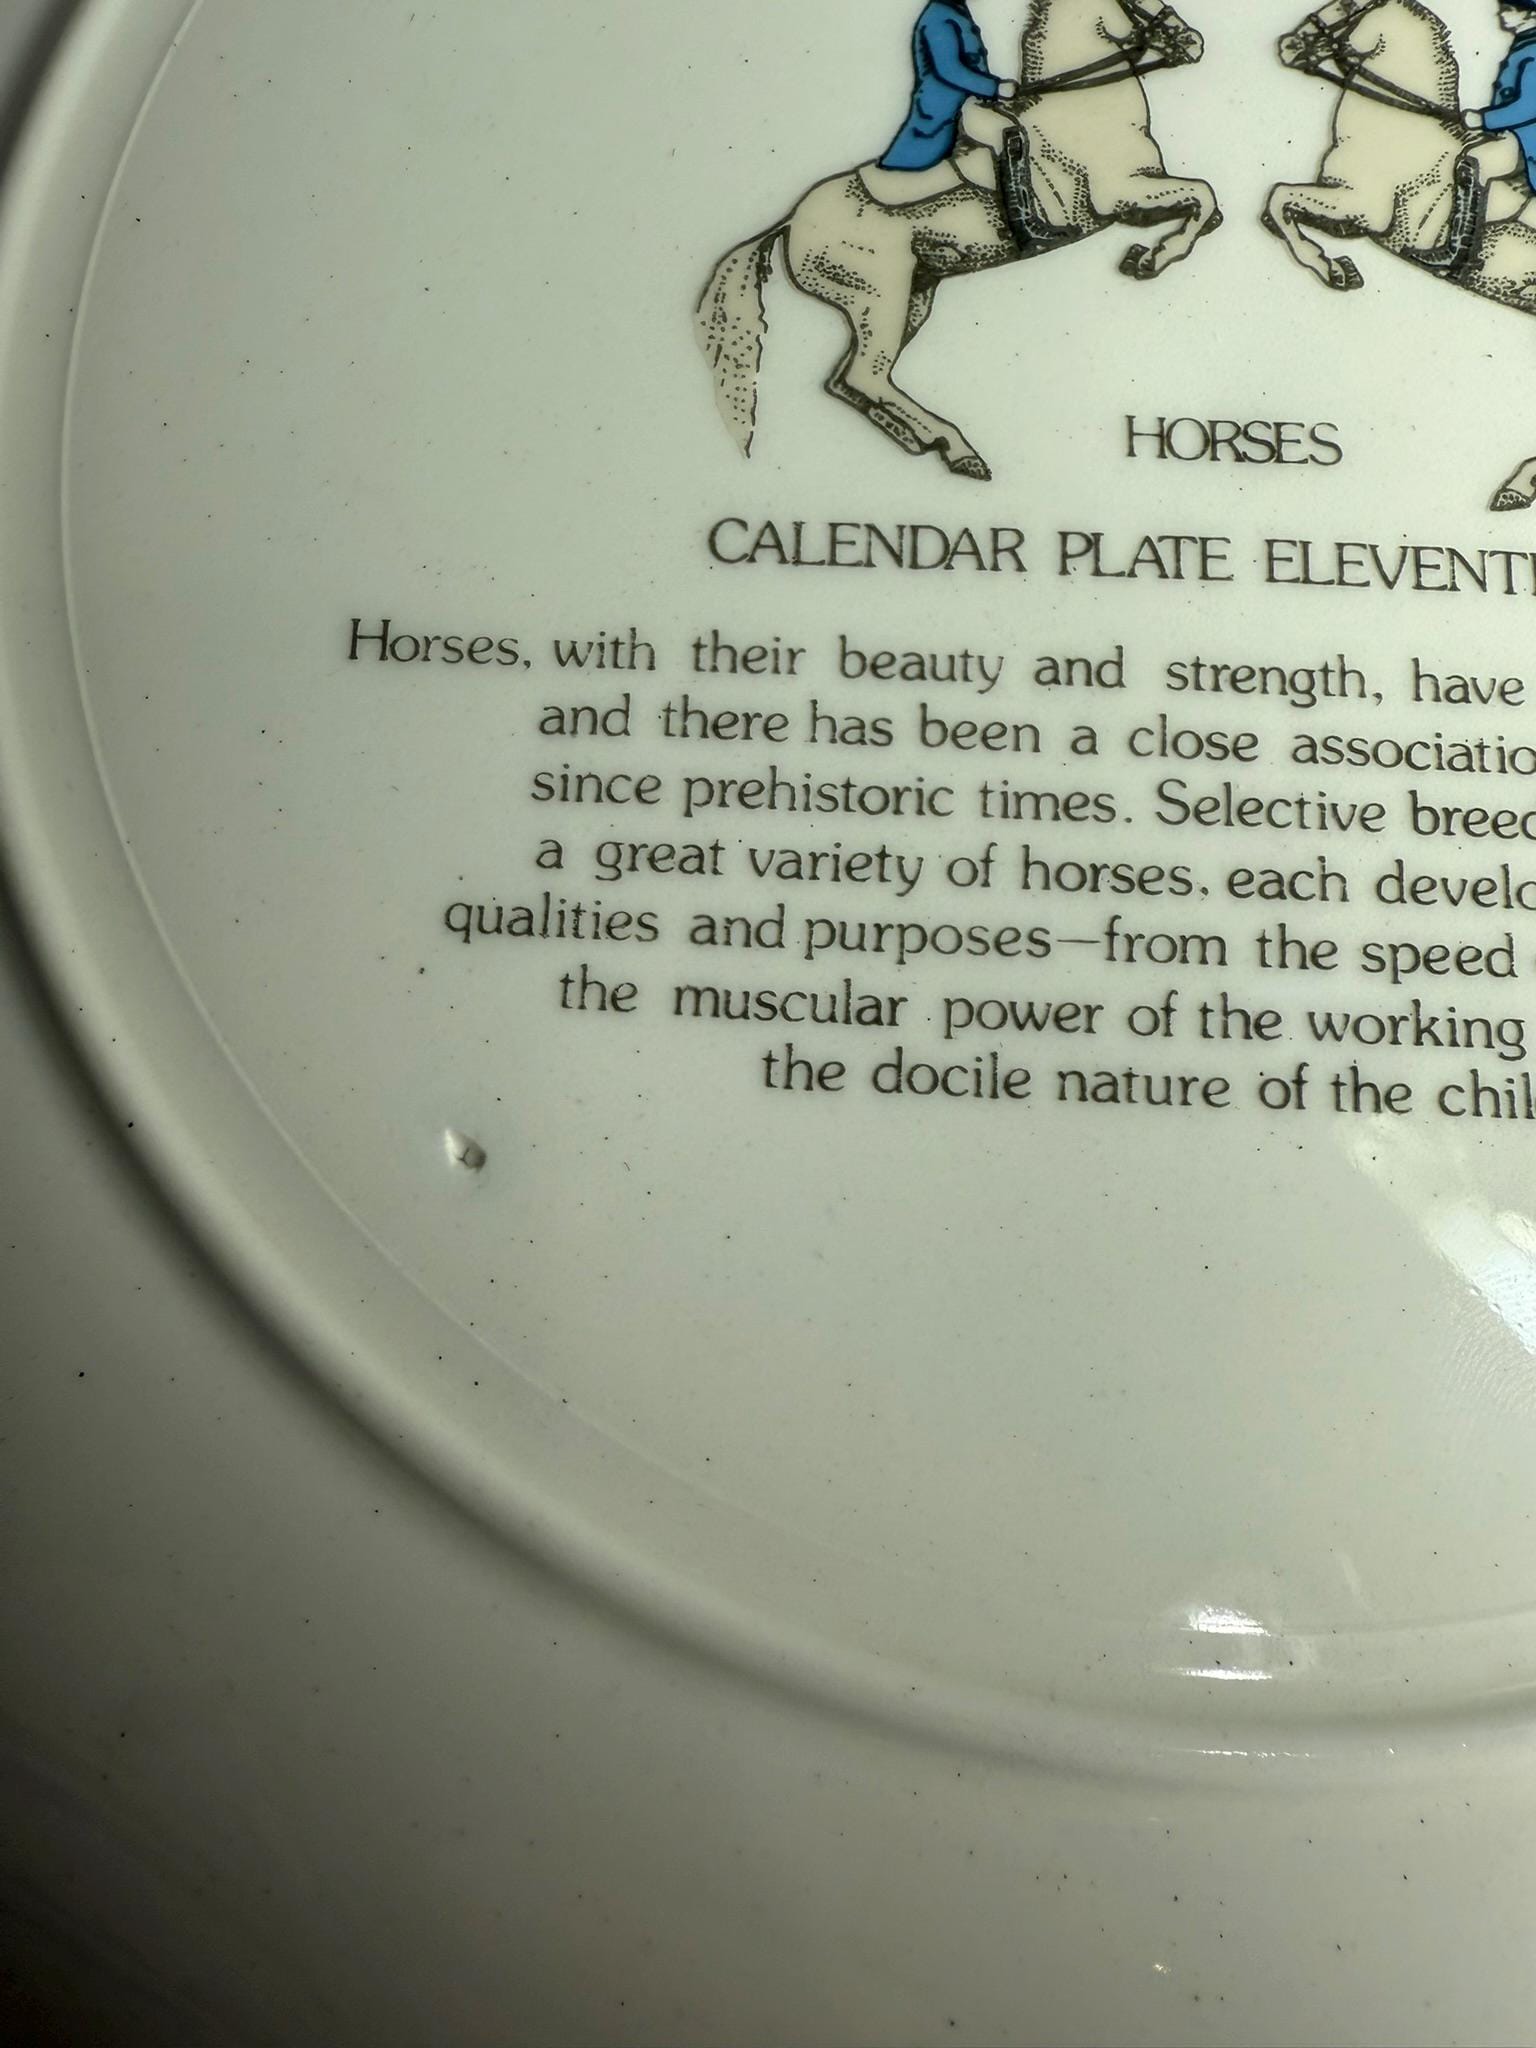 HORSES
CALENDAR PLATE
Horses, with their beauty and strength, have
and there has been a close
since prehistoric times. Selective
a great variety of horses, each
qualities and purposes—from the speed
the muscular power of the working
the docile nature of the